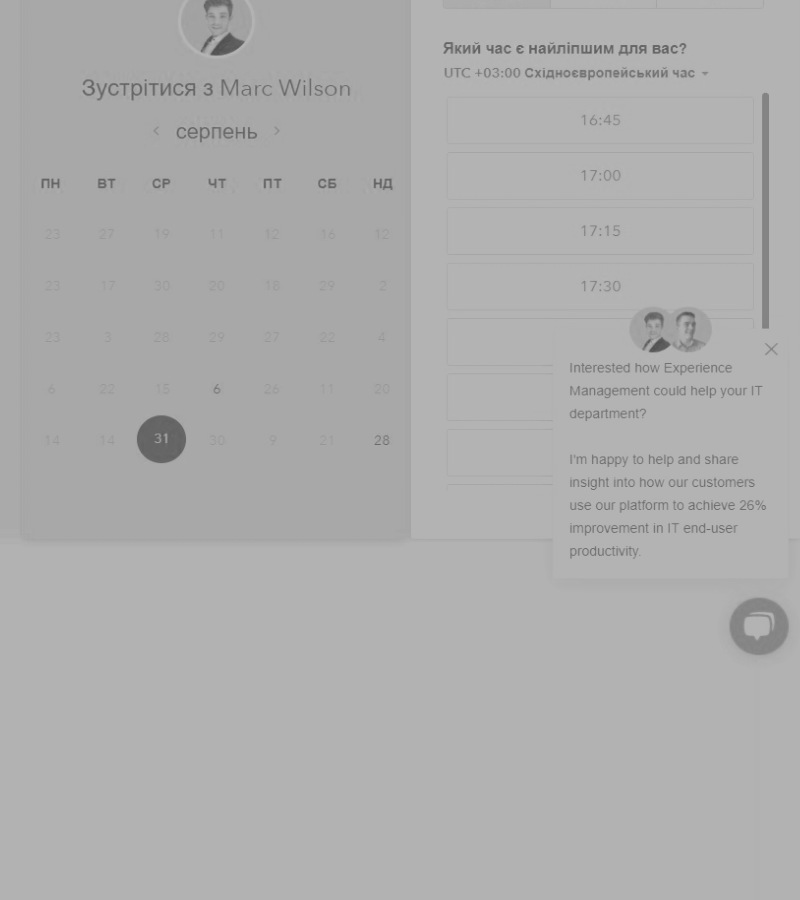 Зустрітися з Marc Wilson
серпень
ПН ВТ СР ЧТ ПТ СБ НД
23 27 19 11 12 16 12
23 17 30 20 18 29 2
23 3 28 29 27 22 4
6 22 15 6 26 11 20
14 14 31 30 9 21 28
Який час є найліпшим для вас?
UTC +03:00 Східноєвропейський час
16:45
17:00
17:15
17:30
Interested how Experience
Management could help your IT
department?
I'm happy to help and share
insight into how our customers
use our platform to achieve 26%
improvement in IT end-user
productivity.